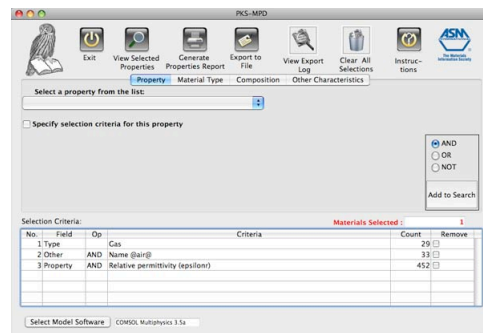 PKS-MPD
Exit
View Selected Properties
Generate Properties Report
Export to File
View Export Log
Clear All Selections
Instruc-tions
ASM
The Materials Information Society
Property Material Type Composition Other Characteristics
Select a property from the list:
Specify selection criteria for this property
AND
OR
NOT
Add to Search
Selection Criteria: Materials Selected : 1
No. Field Op Criteria Count Remove
1 Type Gas 29
2 Other AND Name @air@ 33
3 Property AND Relative permittivity (epsilonr) 452
Select Model Software COMSOL Multiphysics 3.5a